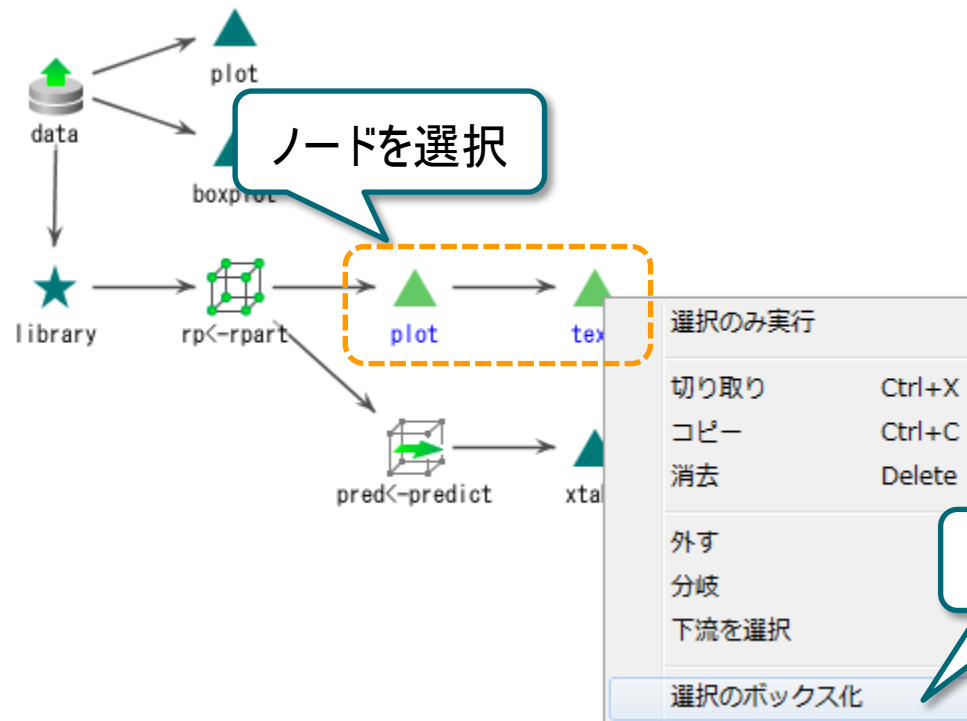 plot
data
ノードを選択
boxplot
library
rp<-rpart
plot
tex
pred<-predict
xta
選択のみ実行
切り取り Ctrl+X
コピー Ctrl+C
消去 Delete
外す
分岐
下流を選択
選択のボックス化